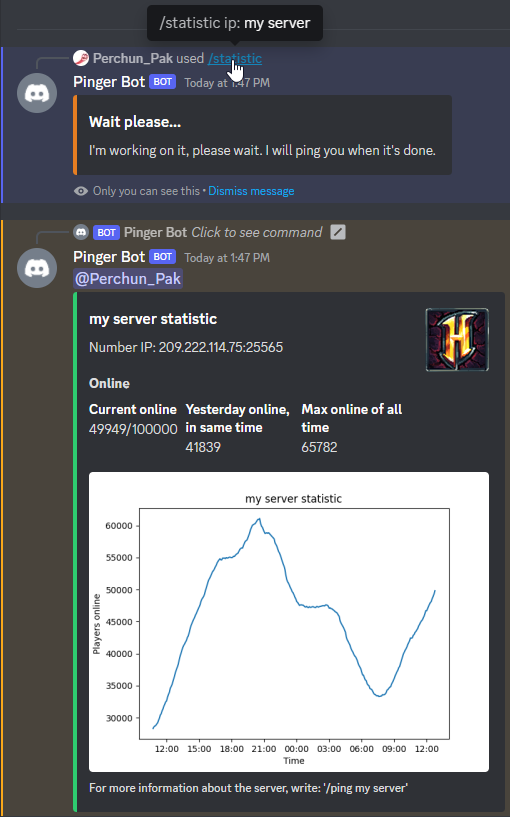 /statistic ip: my server
Perchun_Pak used /statistic
Pinger Bot BOT Today at 1:47 PM
Wait please...
I'm working on it, please wait. I will ping you when it's done.
Only you can see this • Dismiss message
BOT Pinger Bot Click to see command
Pinger Bot BOT Today at 1:47 PM
@Perchun_Pak
my server statistic
Number IP: 209.222.114.75:25565
H
Online
Current online
49949/100000
Yesterday online,
in same time
41839
Max online of all
time
65782
my server statistic
Players online
60000
55000
50000
45000
40000
35000
30000
12:00 15:00 18:00 21:00 00:00 03:00 06:00 09:00 12:00
Time
For more information about the server, write: '/ping my server'